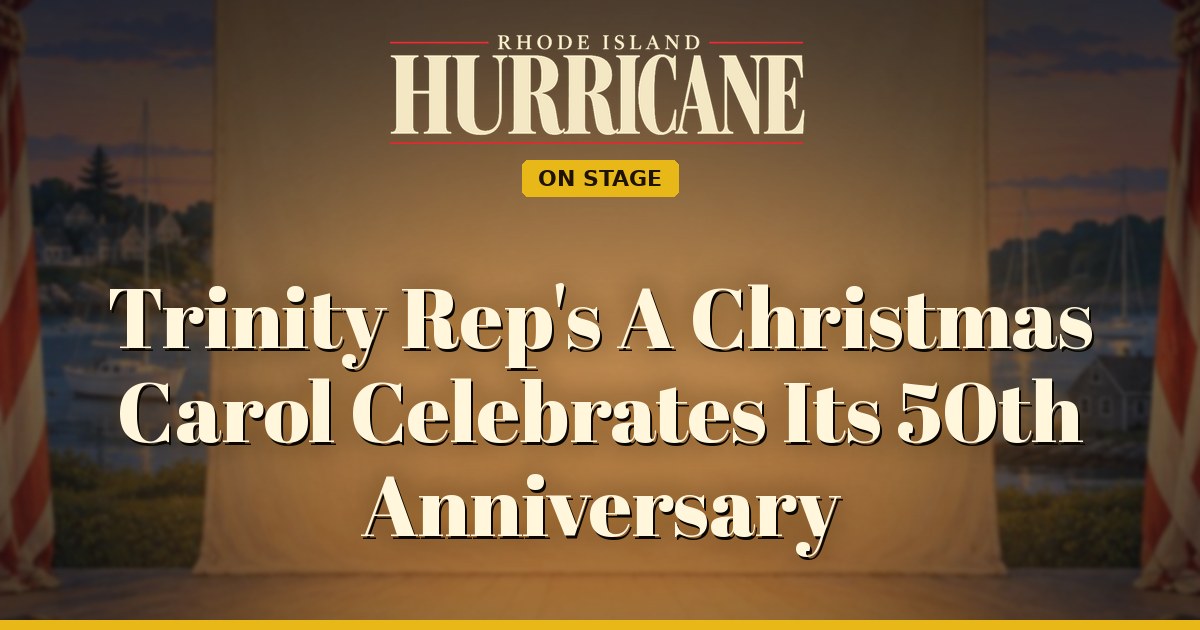 RHODE ISLAND
HURRICANE
ON STAGE
Trinity Rep's A Christmas
Carol Celebrates Its 50th
Anniversary